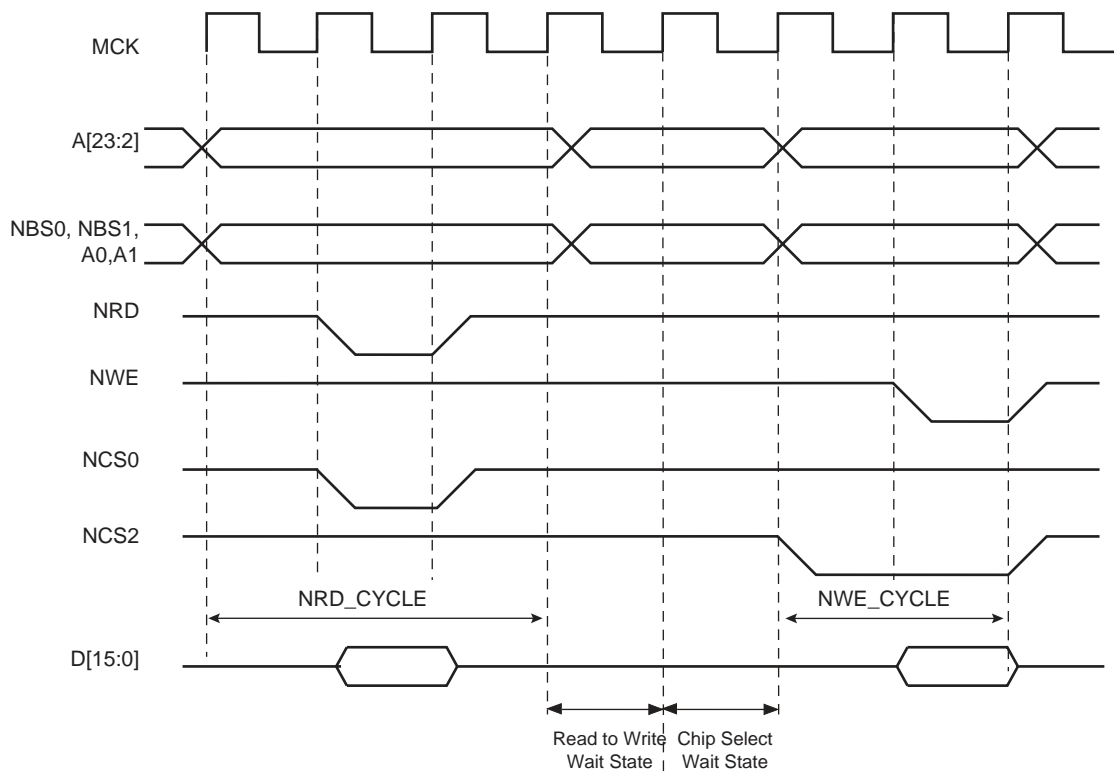 MCK
A[23:2]
NBS0, NBS1,
A0,A1
NRD
NWE
NCS0
NCS2
NRD_CYCLE
NWE_CYCLE
D[15:0]
Read to Write
Wait State
Chip Select
Wait State